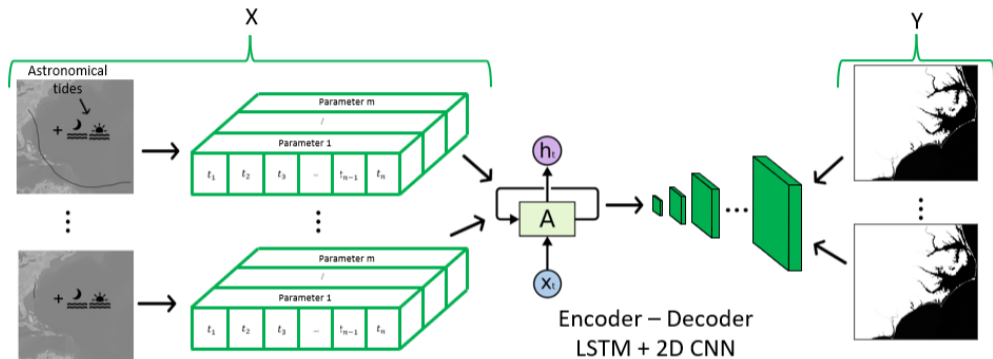 X
Y
Astronomical
tides
+
Parameter m
/
Parameter 1
t₁ t₂ t₃ ... tₙ₋₁ tₙ
...
...
+
Parameter m
/
Parameter 1
t₁ t₂ t₃ ... tₙ₋₁ tₙ
hₜ
A
xₜ
...
...
Encoder – Decoder
LSTM + 2D CNN